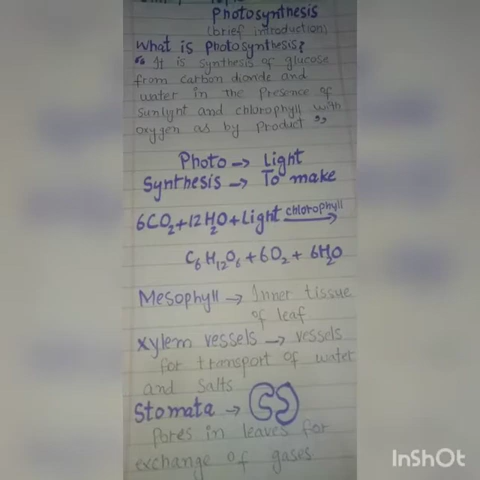 Photosynthesis
(brief introduction)
What is Photosynthesis?
"It is synthesis of glucose
from carbon dioxide and
water in the Presence of
sunlight and chlorophyll with
oxygen as by Product"
Photo → Light
Synthesis → To make
6CO₂+12H₂O+Light chlorophyll→
C₆H₁₂O₆+6O₂+6H₂O
Mesophyll → Inner tissue
of leaf
Xylem vessels → vessels
for transport of water
and salts
Stomata →
Pores in leaves for
exchange of gases
InShOt